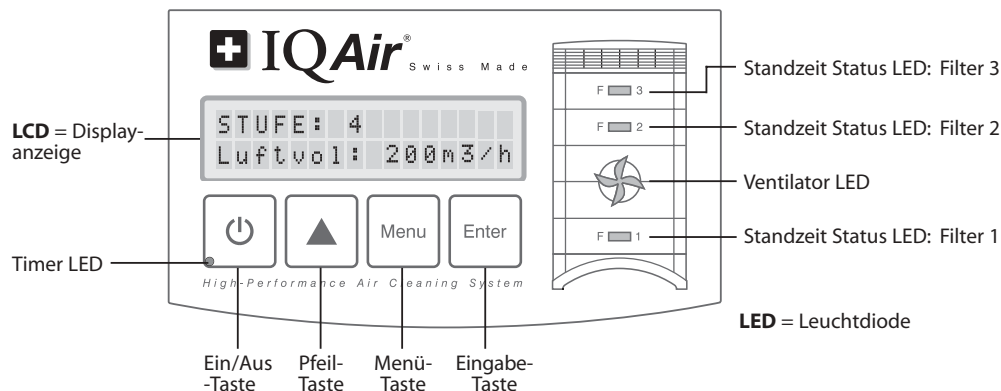 IQAir®
Swiss Made
STUFE: 4
Luftvol: 200m3/h
Menu
Enter
High-Performance Air Cleaning System
F 3
F 2
F 1
LCD = Display-
anzeige
Timer LED
Ein/Aus
-Taste
Pfeil-
Taste
Menü-
Taste
Eingabe-
Taste
Standzeit Status LED: Filter 3
Standzeit Status LED: Filter 2
Ventilator LED
Standzeit Status LED: Filter 1
LED = Leuchtdiode